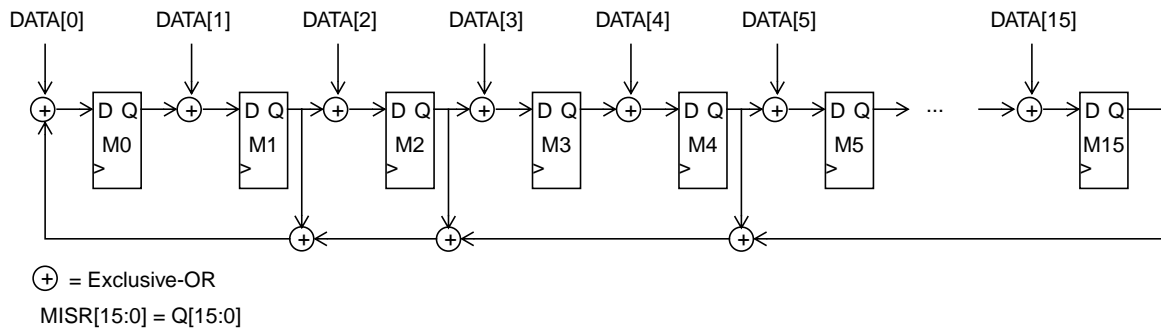 DATA[0] DATA[1] DATA[2] DATA[3] DATA[4] DATA[5] DATA[15]
+ D Q + D Q + D Q + D Q + D Q + D Q ... + D Q
M0 M1 M2 M3 M4 M5 M15
+ + +
+ = Exclusive-OR
MISR[15:0] = Q[15:0]